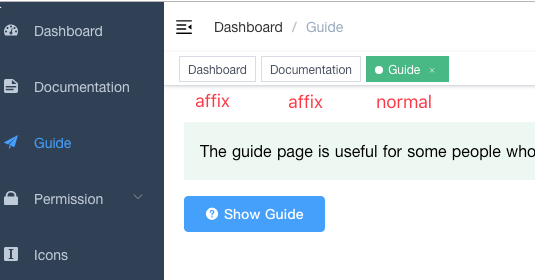 Dashboard
Documentation
Guide
Permission
Icons
Dashboard / Guide
Dashboard Documentation Guide ×
affix affix normal
The guide page is useful for some people who
Show Guide